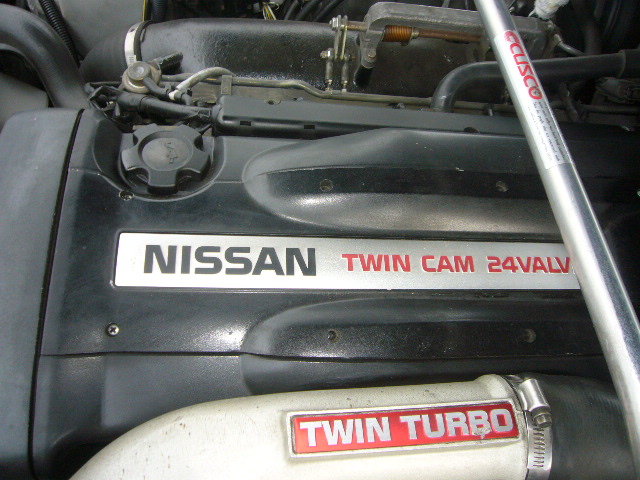 cusco
NISSAN TWIN CAM 24VALV
TWIN TURBO